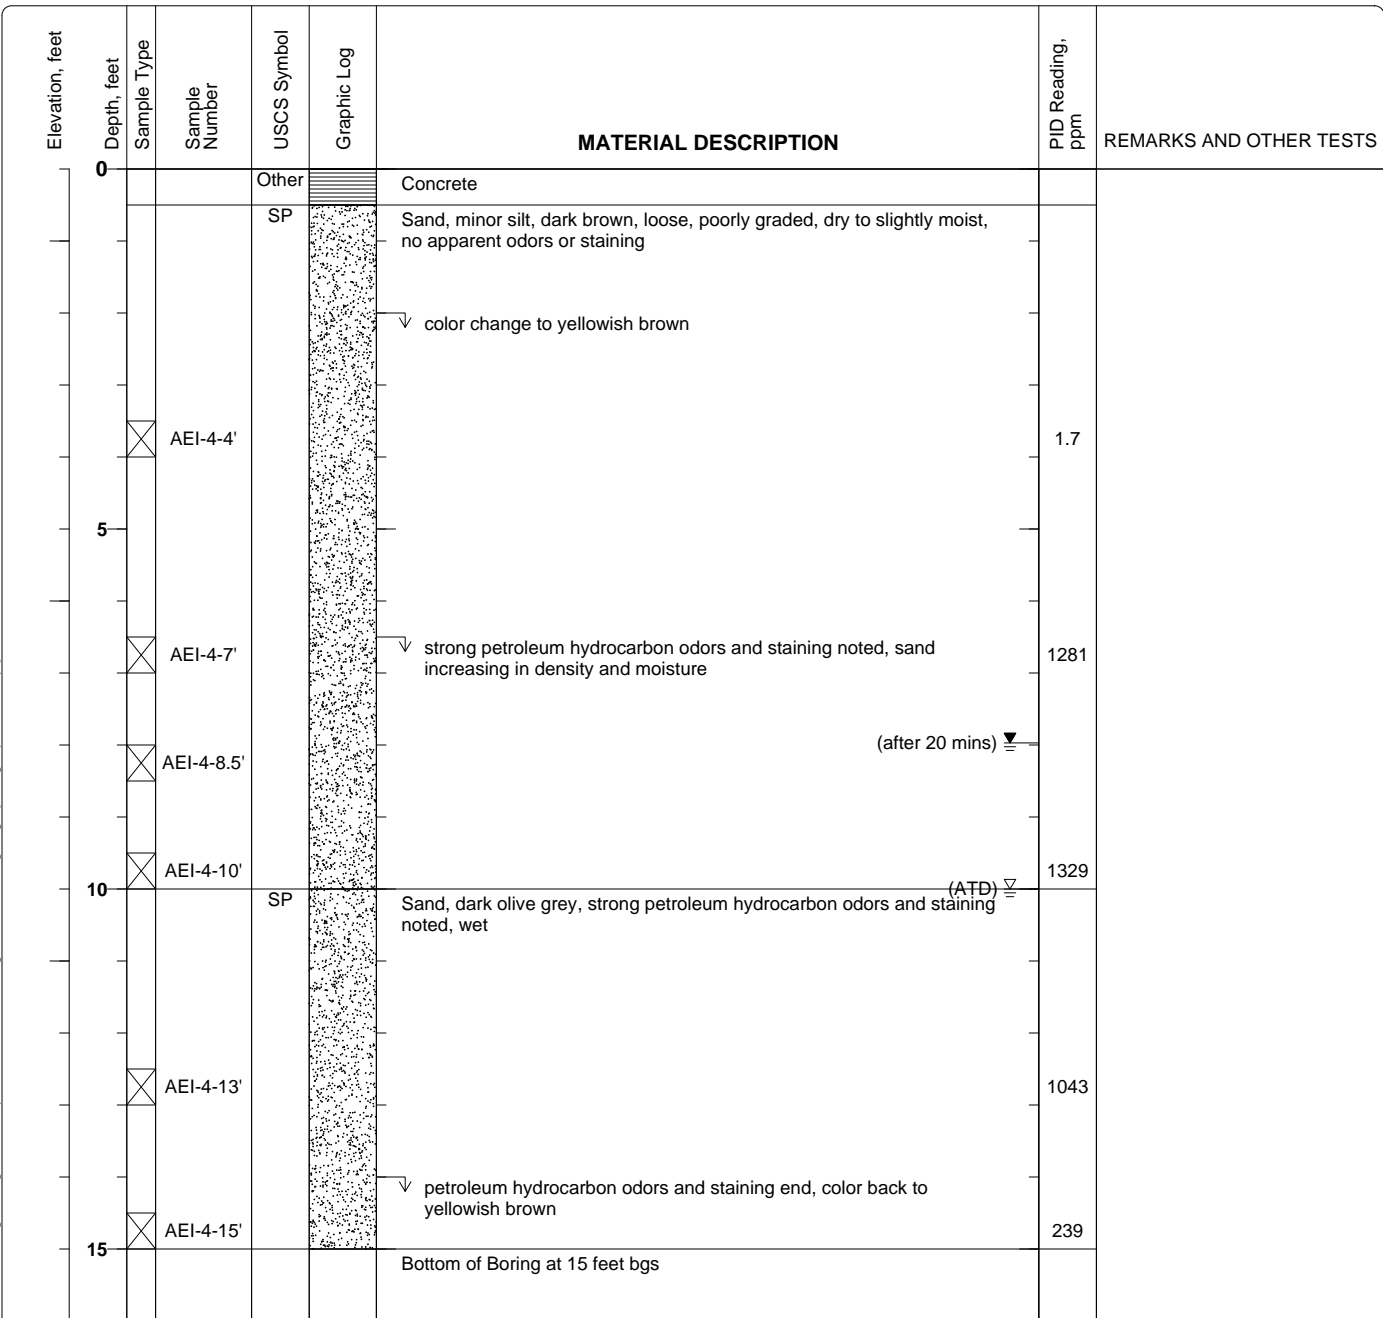 Elevation, feet
Depth, feet
Sample Type
Sample
Number
USCS Symbol
Graphic Log
MATERIAL DESCRIPTION
PID Reading,
ppm
REMARKS AND OTHER TESTS
0
Other
Concrete
SP
Sand, minor silt, dark brown, loose, poorly graded, dry to slightly moist,
no apparent odors or staining
color change to yellowish brown
AEI-4-4'
1.7
5
AEI-4-7'
strong petroleum hydrocarbon odors and staining noted, sand
increasing in density and moisture
1281
(after 20 mins)
AEI-4-8.5'
AEI-4-10'
1329
10
(ATD)
SP
Sand, dark olive grey, strong petroleum hydrocarbon odors and staining
noted, wet
AEI-4-13'
1043
petroleum hydrocarbon odors and staining end, color back to
yellowish brown
AEI-4-15'
239
15
Bottom of Boring at 15 feet bgs